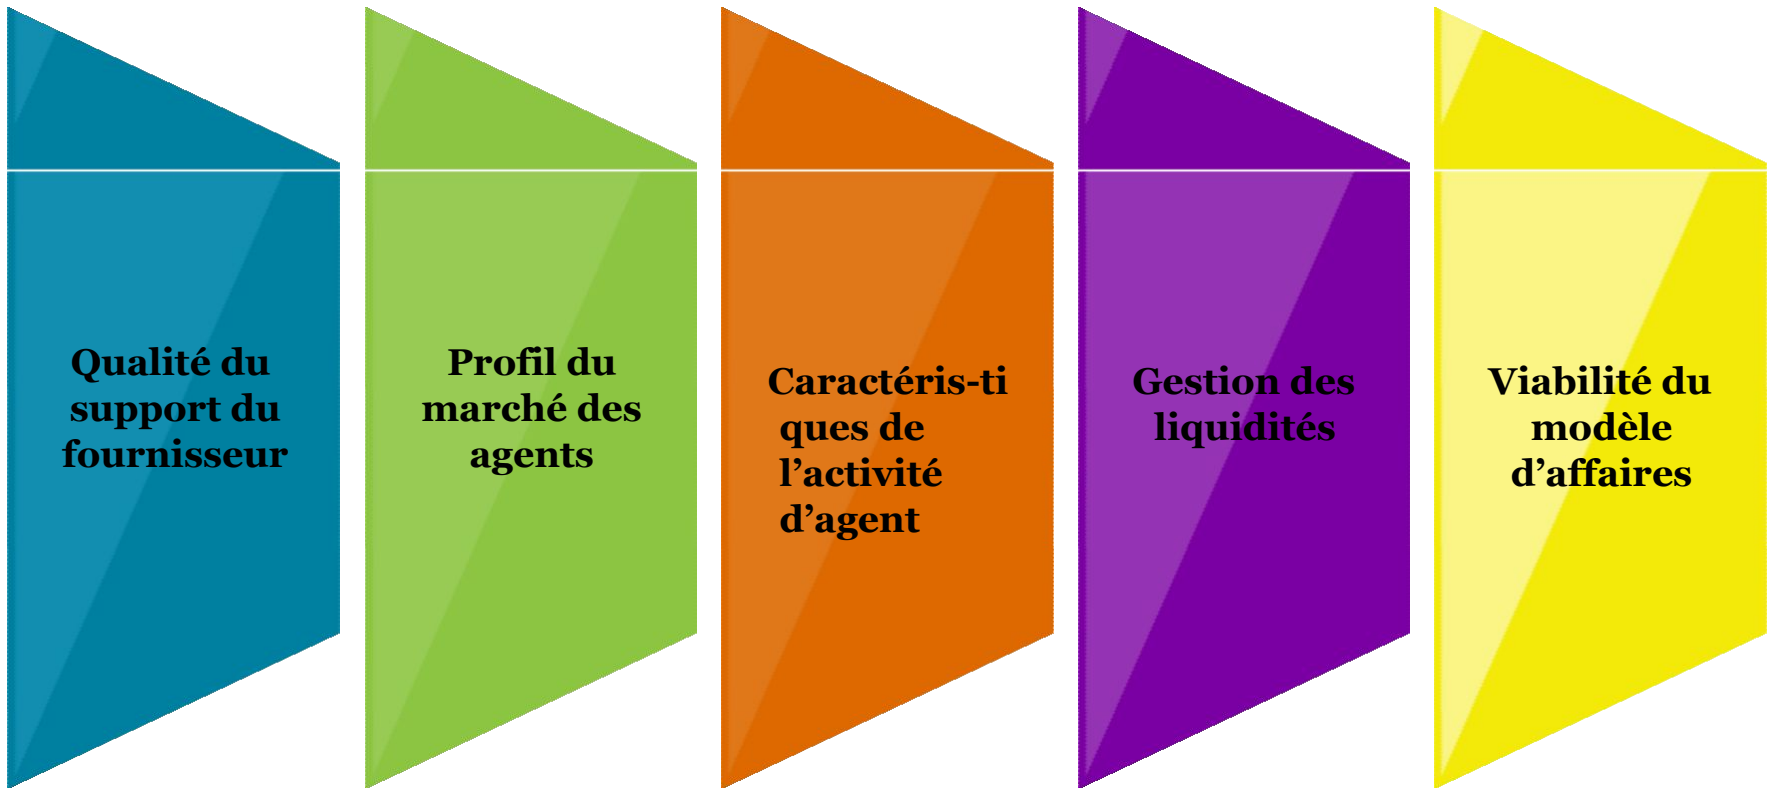 Qualité du
support du
fournisseur
Profil du
marché des
agents
Caractéris-ti
ques de
l’activité
d’agent
Gestion des
liquidités
Viabilité du
modèle
d’affaires